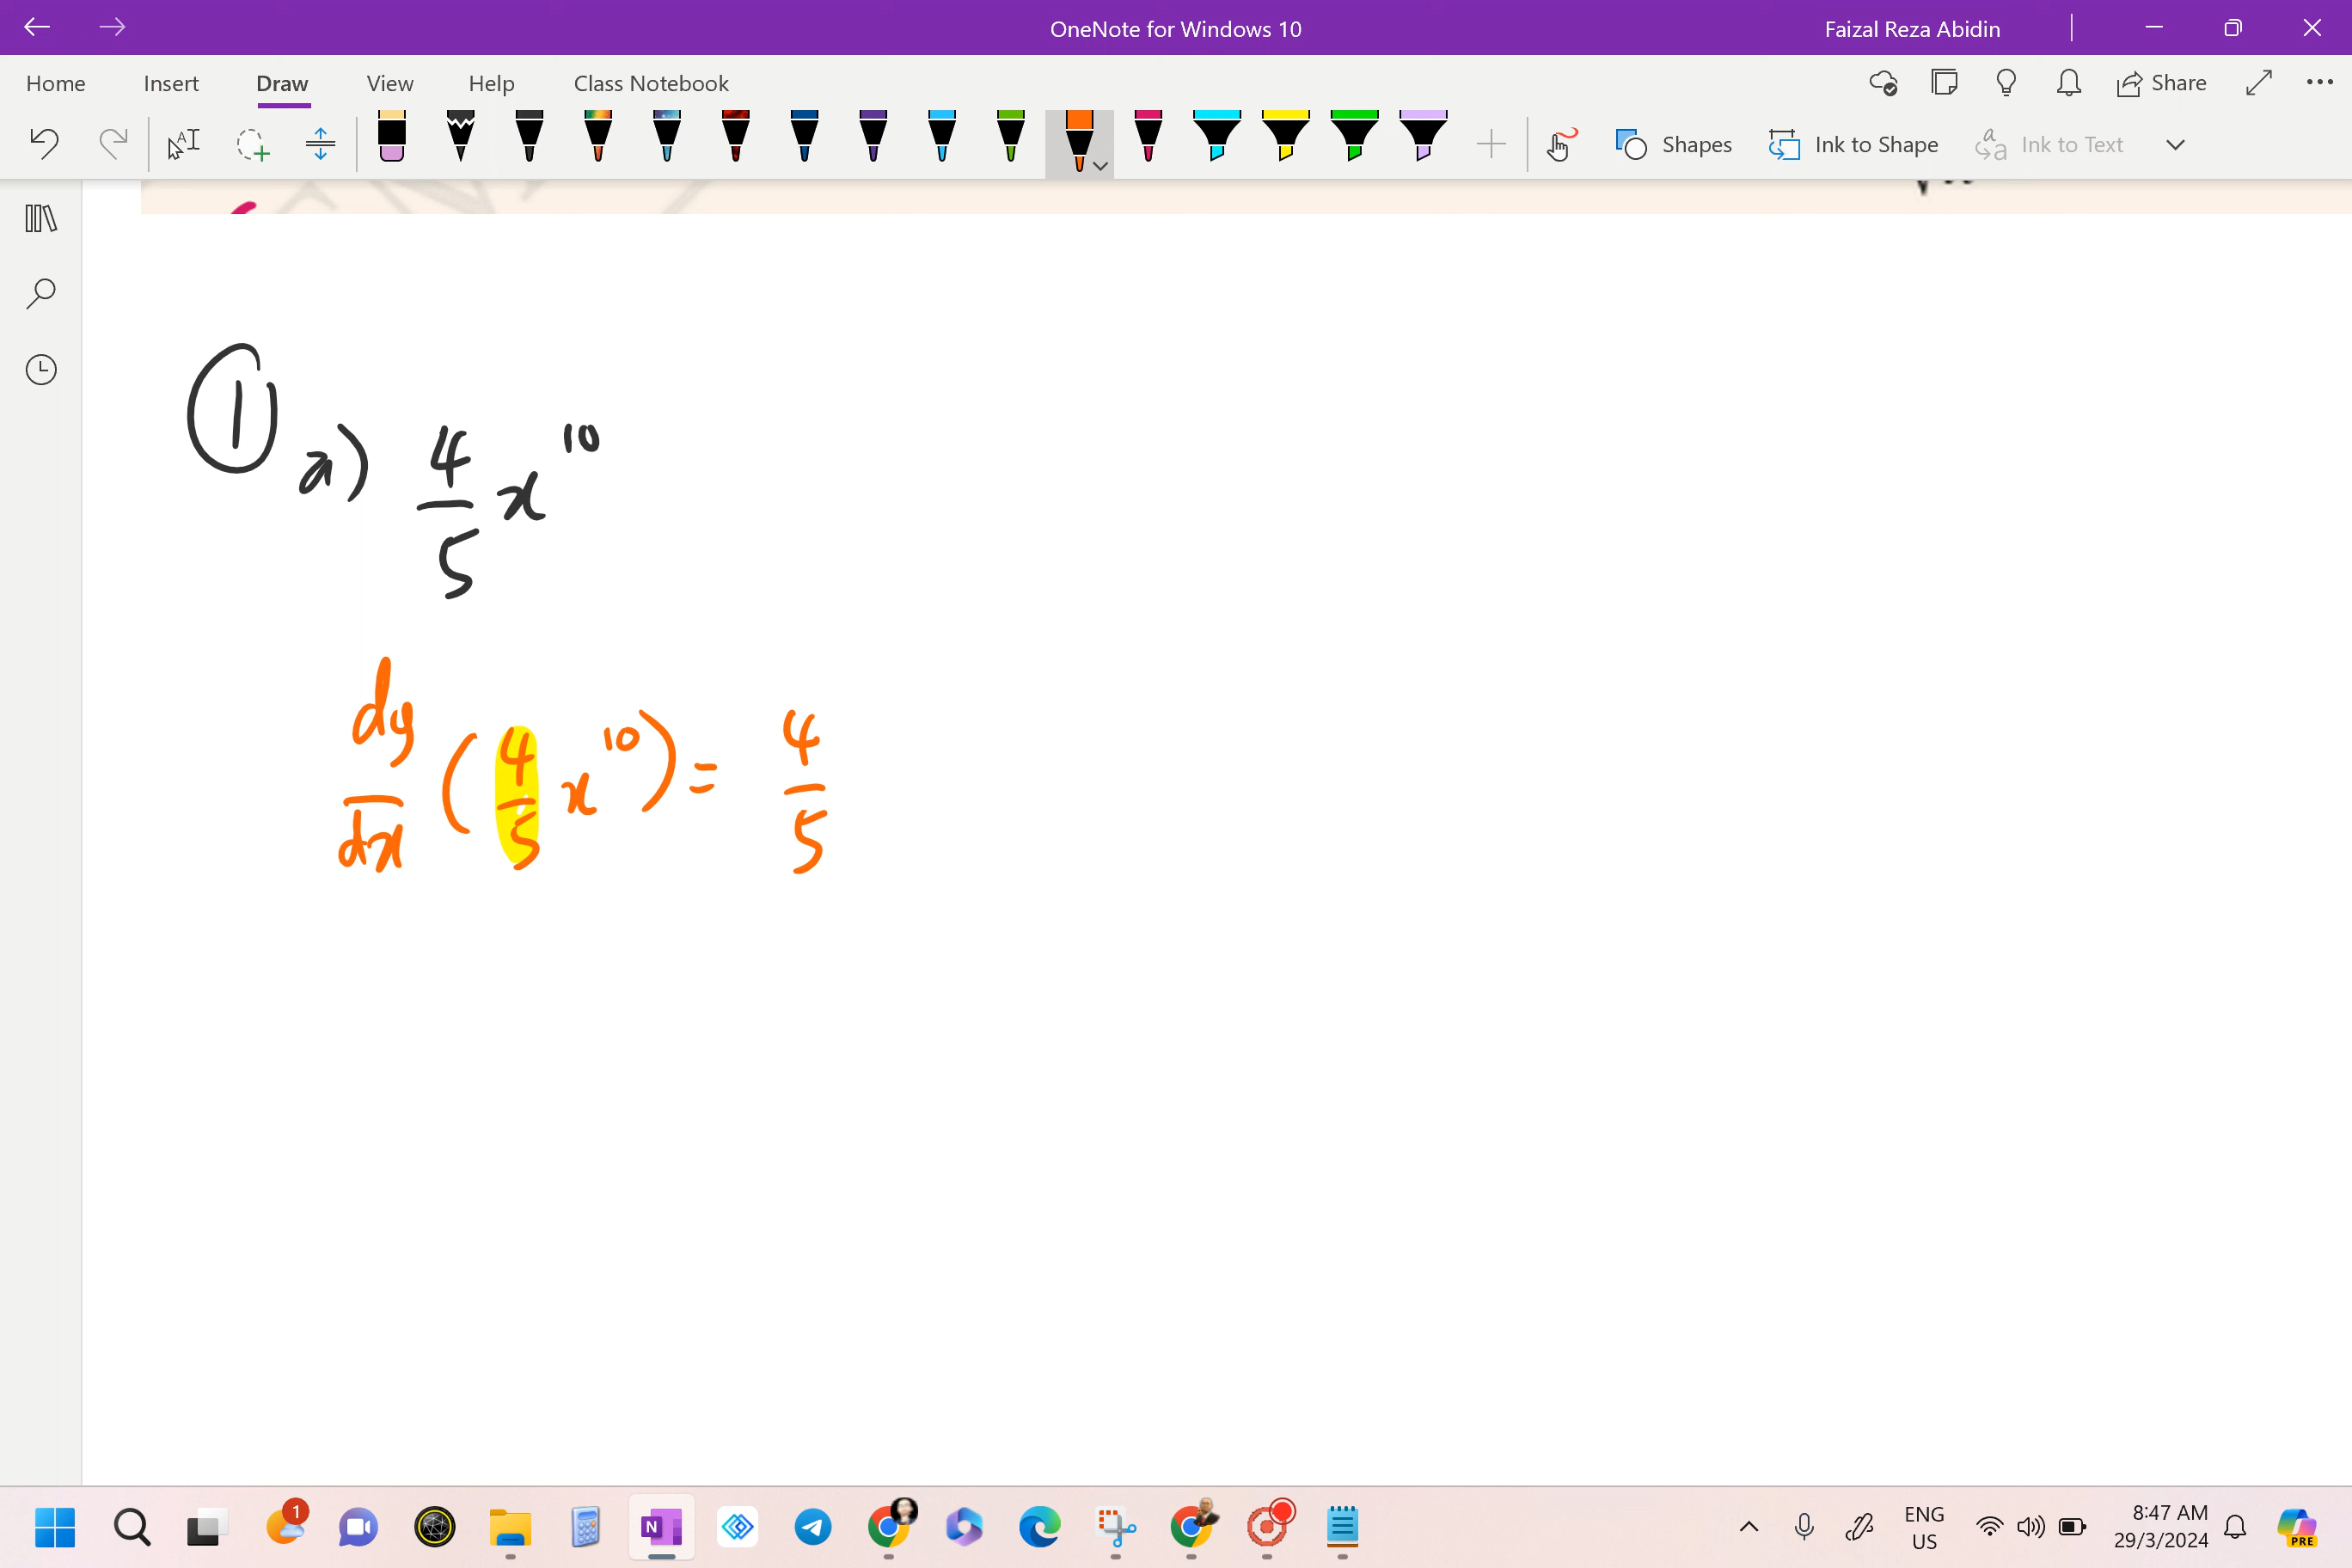 OneNote for Windows 10
Faizal Reza Abidin
Home Insert Draw View Help Class Notebook
Share
Shapes Ink to Shape Ink to Text
① a) 4/5 x^10
dy/dx (4/5 x^10) = 4/5
1
N
ENG
US
8:47 AM
29/3/2024
PRE